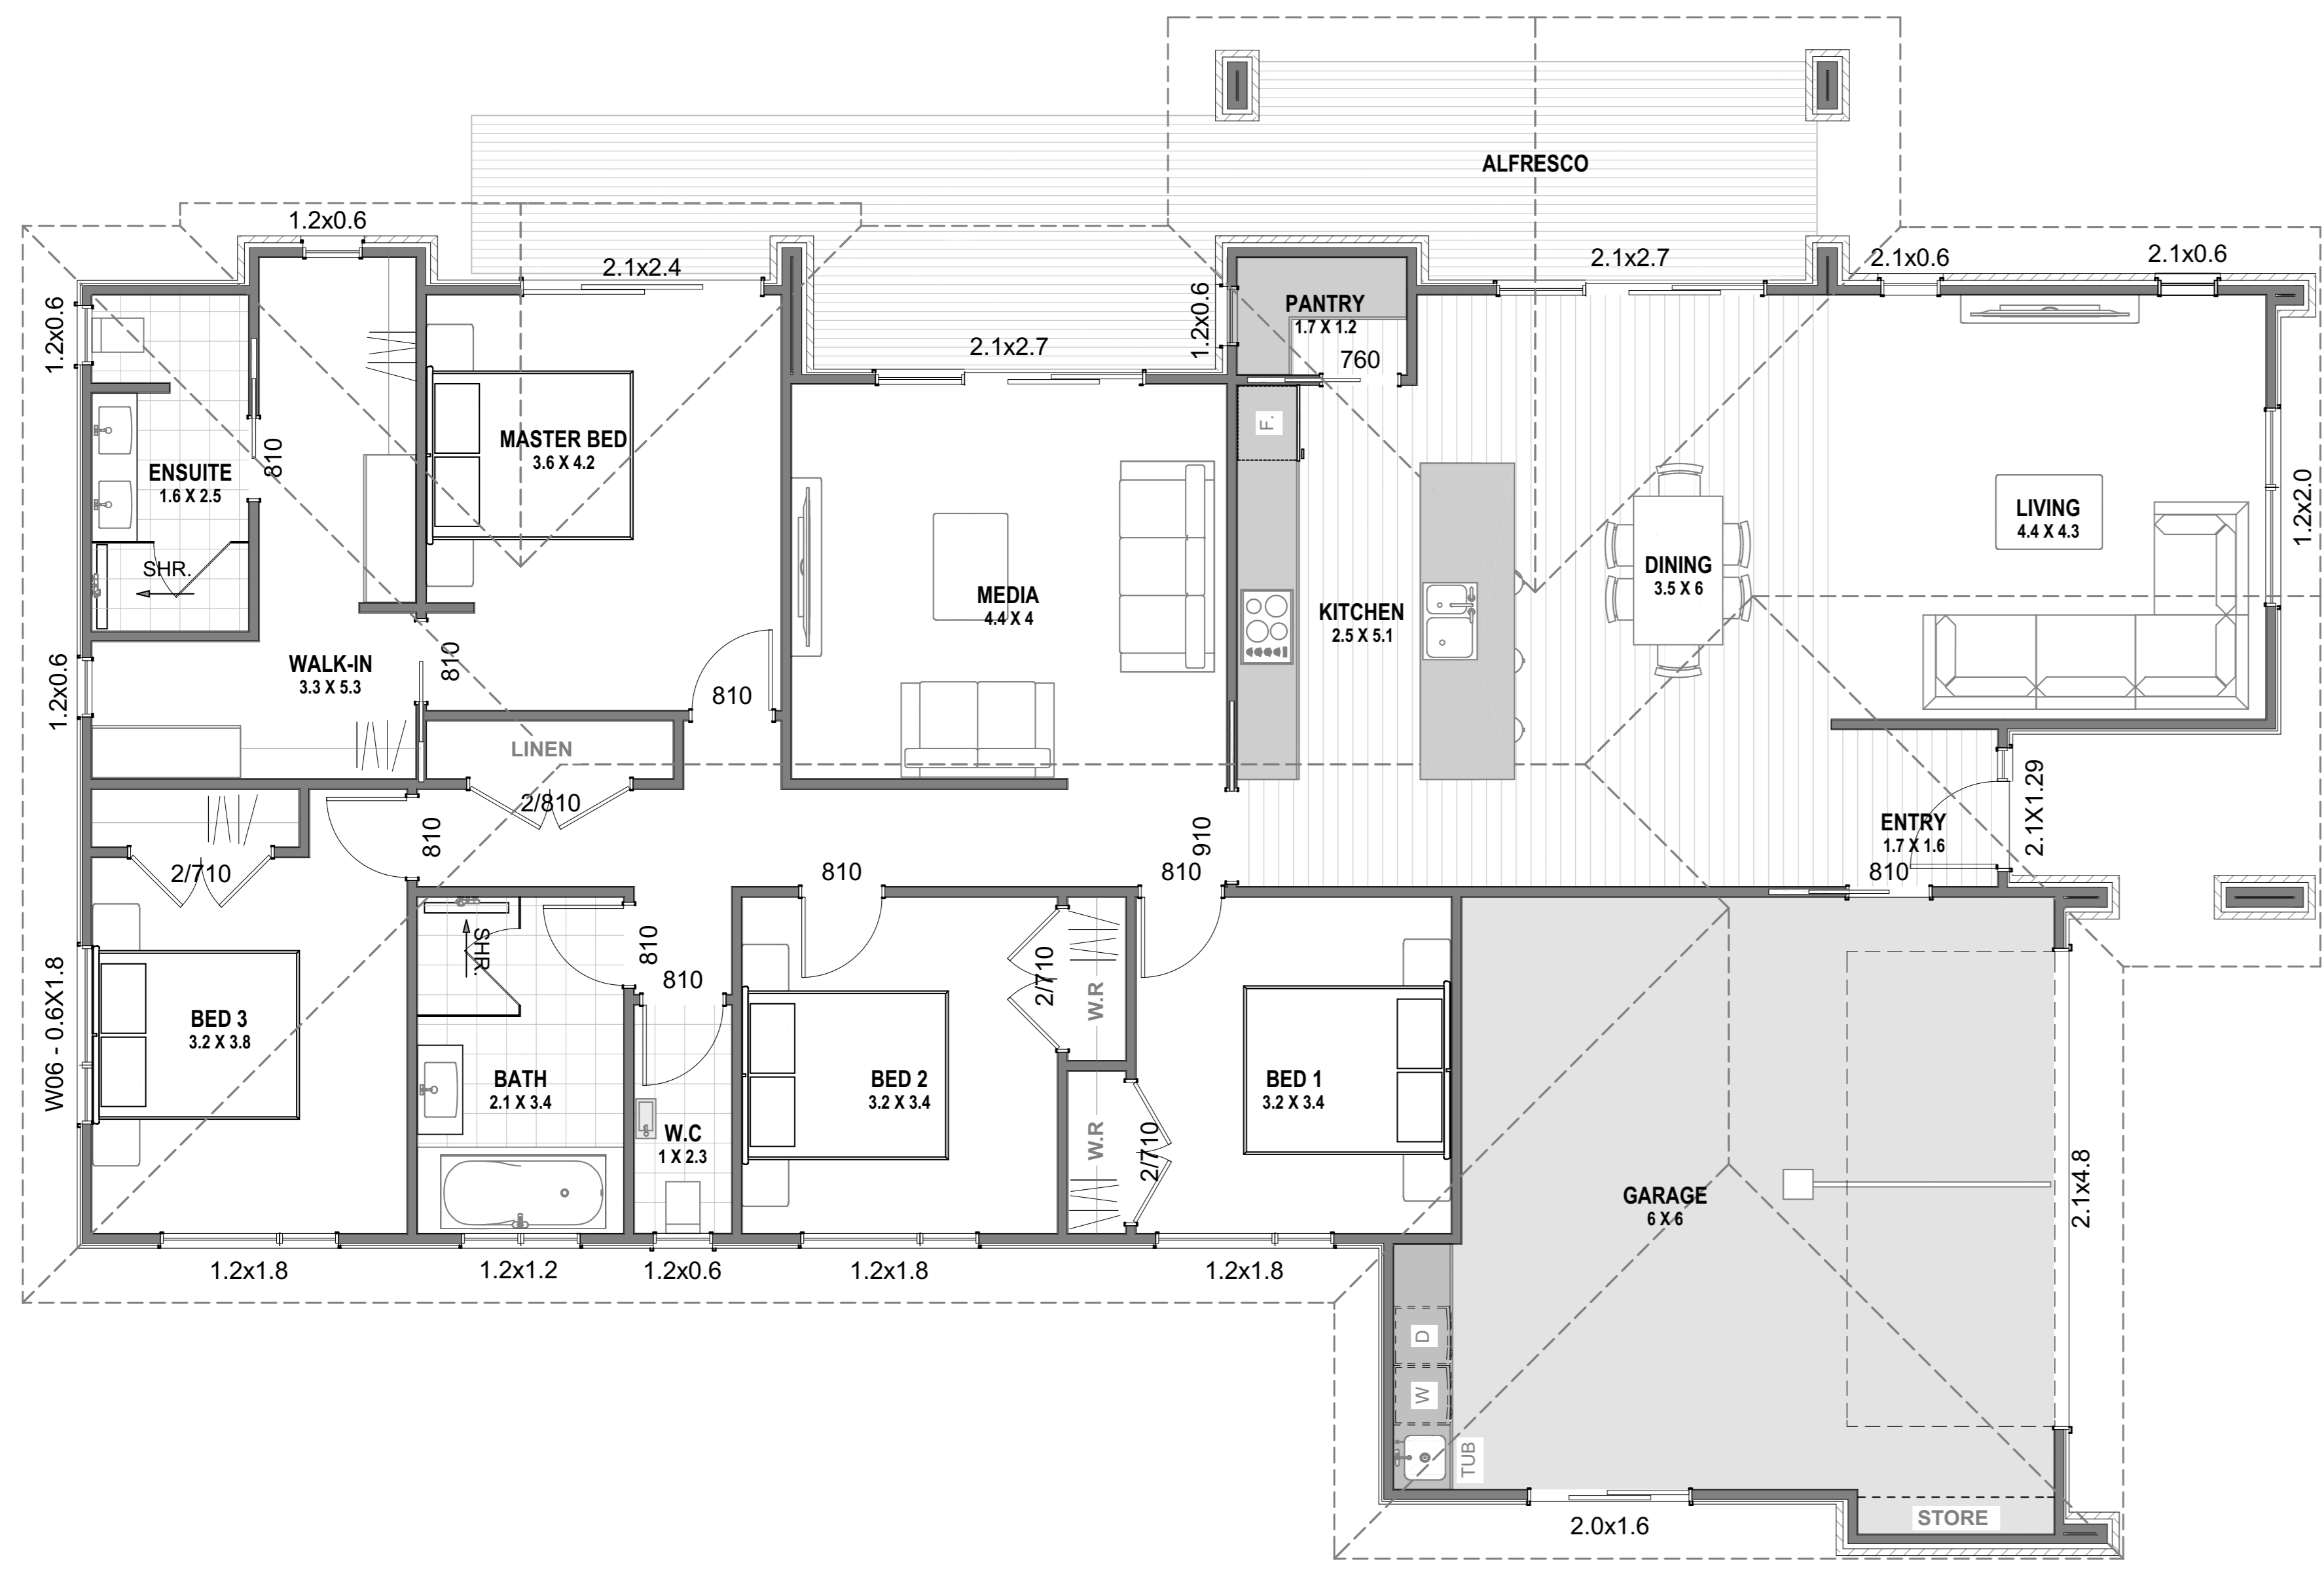 ALFRESCO
1.2x0.6
2.1x2.4
2.1x2.7
2.1x0.6
2.1x0.6
1.2x0.6
1.2x0.6
PANTRY
1.7 X 1.2
760
2.1x2.7
F.
MASTER BED
3.6 X 4.2
810
ENSUITE
1.6 X 2.5
SHR.
LIVING
4.4 X 4.3
1.2x2.0
DINING
3.5 X 6
MEDIA
4.4 X 4
KITCHEN
2.5 X 5.1
WALK-IN
3.3 X 5.3
1.2x0.6
810
810
LINEN
2/810
810
910
ENTRY
1.7 X 1.6
2.1X1.29
2/710
810
810
810
SHR.
810
810
2/710
W.R
W06 - 0.6X1.8
BED 3
3.2 X 3.8
BATH
2.1 X 3.4
W.C
1 X 2.3
BED 2
3.2 X 3.4
W.R
2/710
BED 1
3.2 X 3.4
GARAGE
6 X 6
2.1x4.8
1.2x1.8
1.2x1.2
1.2x0.6
1.2x1.8
1.2x1.8
D
W
TUB
STORE
2.0x1.6